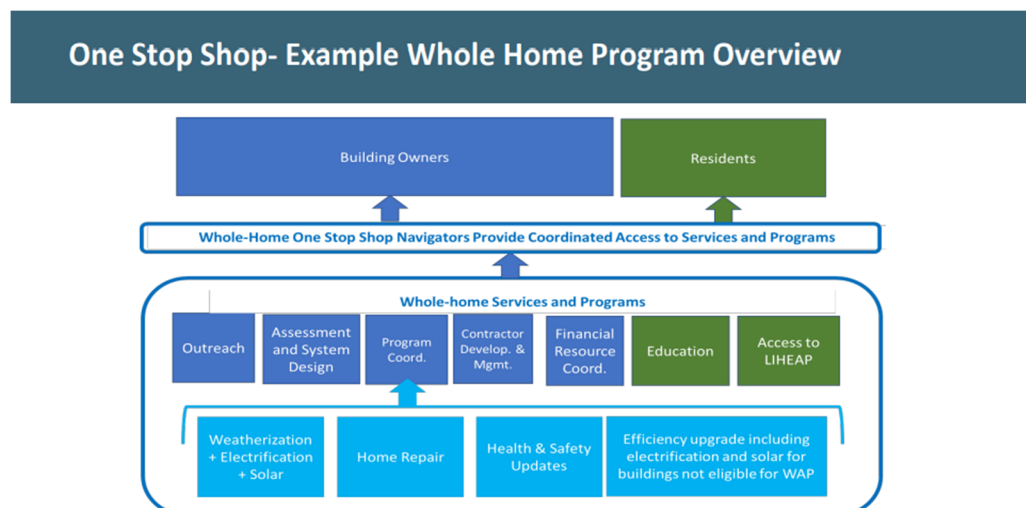 One Stop Shop- Example Whole Home Program Overview
Building Owners
Residents
Whole-Home One Stop Shop Navigators Provide Coordinated Access to Services and Programs
Whole-home Services and Programs
Outreach
Assessment
and System
Design
Program
Coord.
Contractor
Develop. &
Mgmt.
Financial
Resource
Coord.
Education
Access to
LIHEAP
Weatherization
+ Electrification
+ Solar
Home Repair
Health & Safety
Updates
Efficiency upgrade including
electrification and solar for
buildings not eligible for WAP